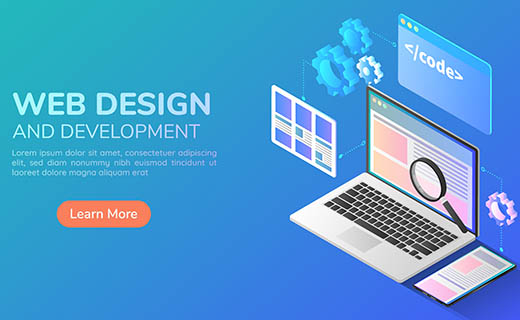 WEB DESIGN
AND DEVELOPMENT
Lorem ipsum dolor sit amet, consectetuer adipiscing
elit, sed diam nonummy nibh euismod tincidunt ut
laoreet dolore magna aliquam erat
Learn More
</code>